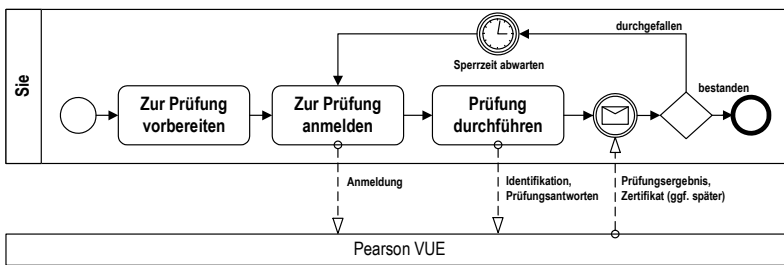 durchgefallen
Sperrzeit abwarten
Sie
Zur Prüfung
vorbereiten
Zur Prüfung
anmelden
Prüfung
durchführen
bestanden
Anmeldung
Identifikation,
Prüfungsantworten
Prüfungsergebnis,
Zertifikat (ggf. später)
Pearson VUE